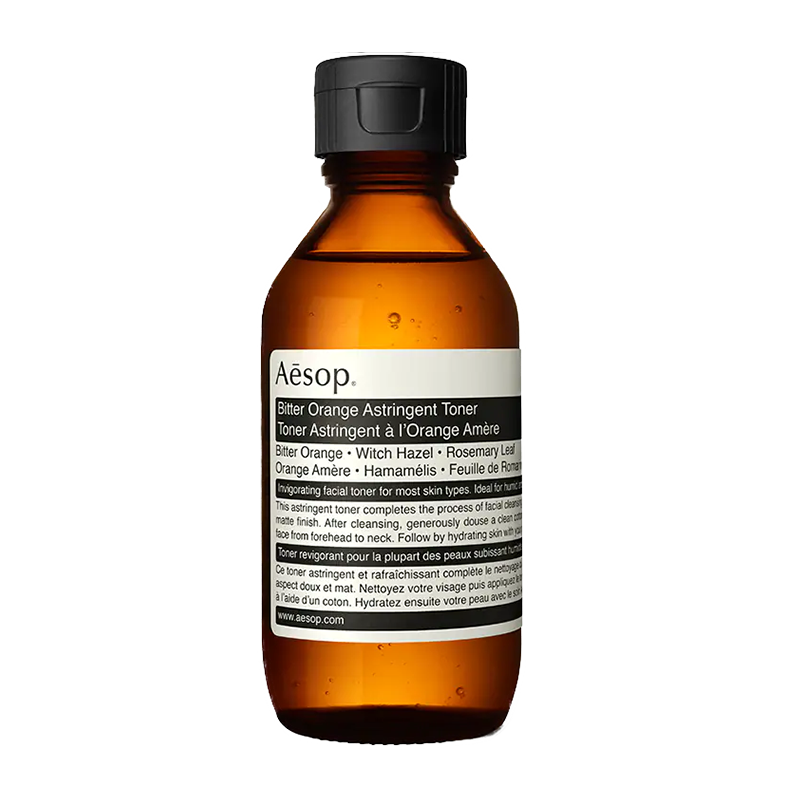 Aēsop®
Bitter Orange Astringent Toner
Toner Astringent à l'Orange Amère
Bitter Orange • Witch Hazel • Rosemary Leaf
Orange Amère • Hamamélis • Feuille de
Invigorating facial toner for most skin types. Ideal for humid
This astringent toner completes the process of facial
matte finish. After cleansing, generously douse a clean
face from forehead to neck. Follow by hydrating skin with
Toner revigorant pour la plupart des peaux subissant
Ce toner astringent et rafraîchissant complète le nettoyage
aspect doux et mat. Nettoyez votre visage puis appliquez le
à l'aide d'un coton. Hydratez ensuite votre peau avec le
www.aesop.com